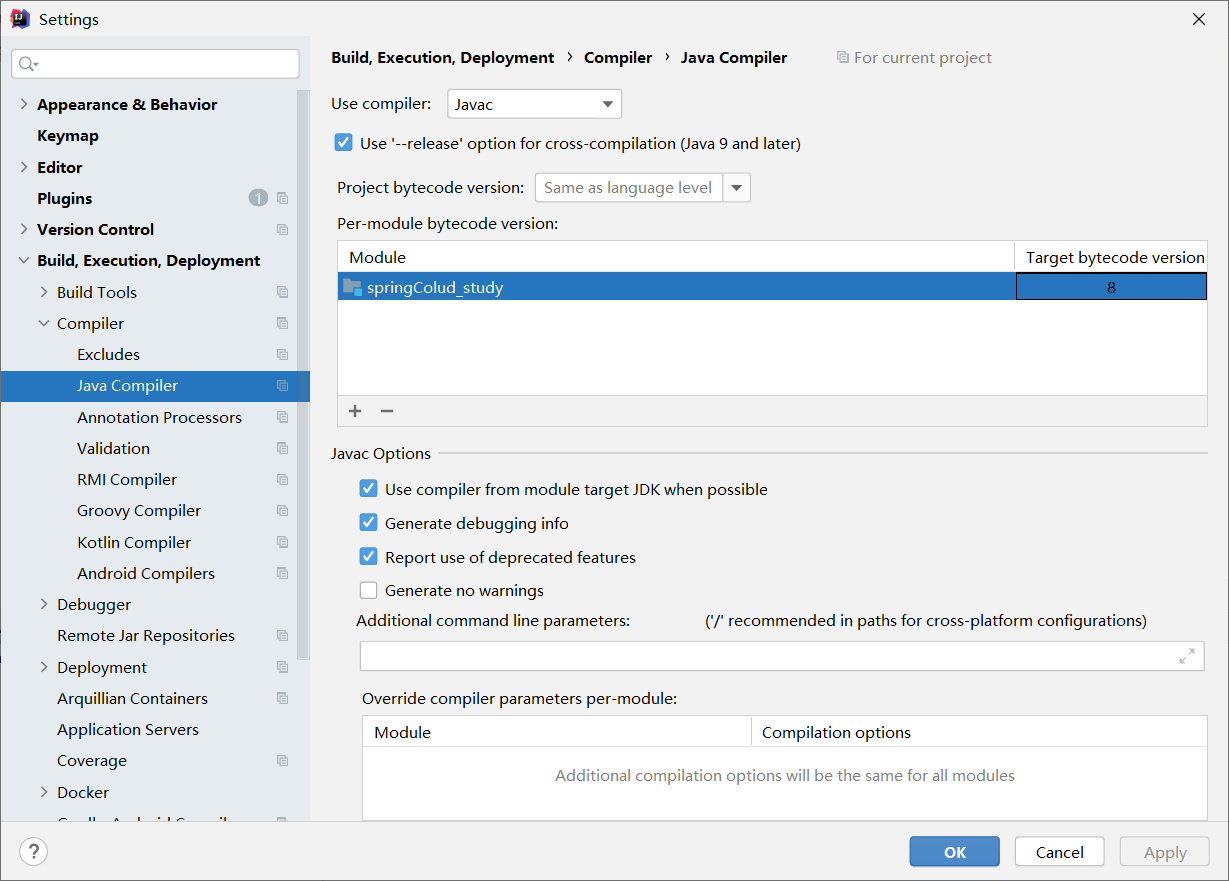 Settings
Appearance & Behavior
Keymap
Editor
Plugins 1
Version Control
Build, Execution, Deployment
Build Tools
Compiler
Excludes
Java Compiler
Annotation Processors
Validation
RMI Compiler
Groovy Compiler
Kotlin Compiler
Android Compilers
Debugger
Remote Jar Repositories
Deployment
Arquillian Containers
Application Servers
Coverage
Docker
Build, Execution, Deployment › Compiler › Java Compiler For current project
Use compiler: Javac
Use '--release' option for cross-compilation (Java 9 and later)
Project bytecode version: Same as language level
Per-module bytecode version:
Module Target bytecode version
springColud_study 8
Javac Options
Use compiler from module target JDK when possible
Generate debugging info
Report use of deprecated features
Generate no warnings
Additional command line parameters: ('/' recommended in paths for cross-platform configurations)
Override compiler parameters per-module:
Module Compilation options
Additional compilation options will be the same for all modules
? OK Cancel Apply